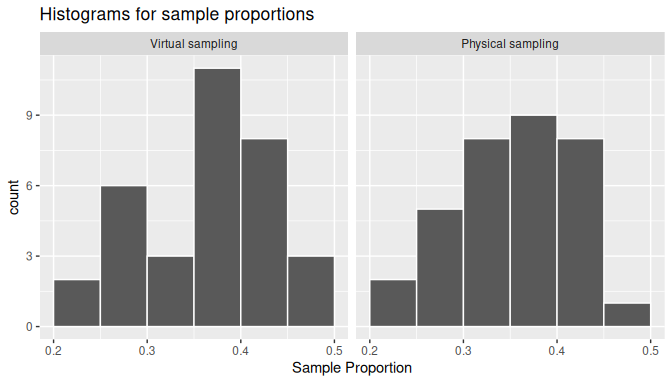 Histograms for sample proportions
Virtual sampling
Physical sampling
count
9
6
3
0
0.2 0.3 0.4 0.5
0.2 0.3 0.4 0.5
Sample Proportion